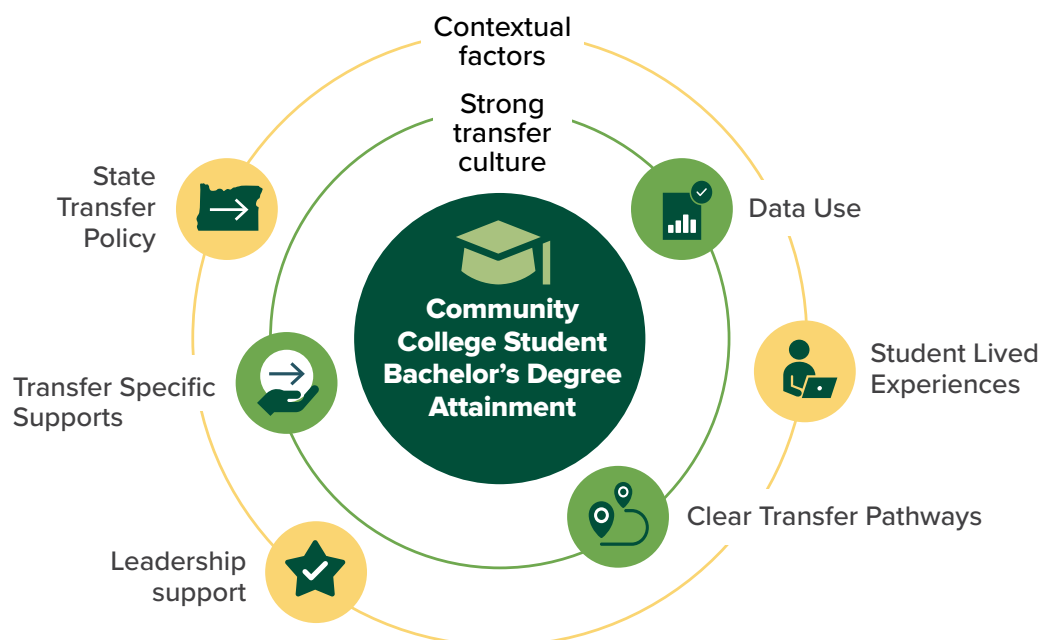 Contextual
factors
Strong
transfer
culture
State
Transfer
Policy
Data Use
Community
College Student
Bachelor’s Degree
Attainment
Student Lived
Experiences
Transfer Specific
Supports
Clear Transfer Pathways
Leadership
support